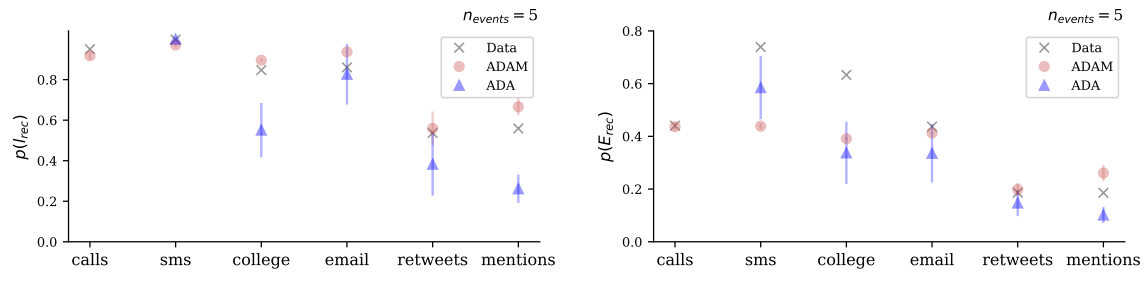 n_events = 5
p(I_rec)
0.8
0.6
0.4
0.2
0.0
Data
ADAM
ADA
calls sms college email retweets mentions
n_events = 5
p(E_rec)
0.8
0.6
0.4
0.2
0.0
Data
ADAM
ADA
calls sms college email retweets mentions